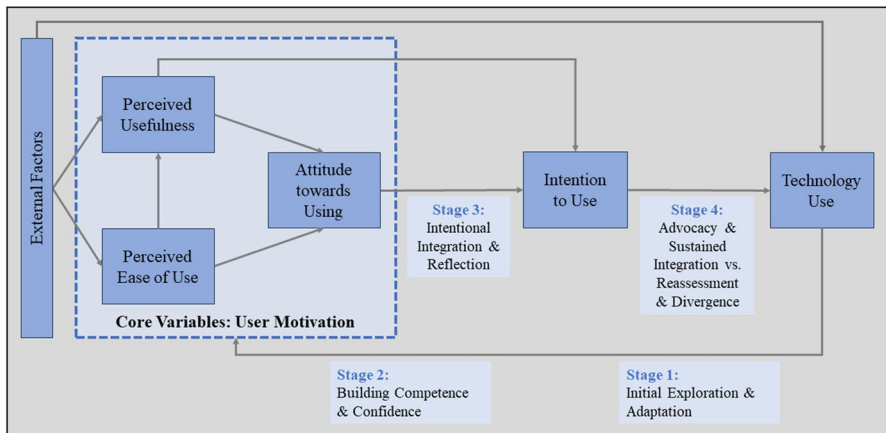 External Factors
Perceived
Usefulness
Perceived
Ease of Use
Attitude
towards
Using
Core Variables: User Motivation
Stage 3:
Intentional
Integration &
Reflection
Intention
to Use
Stage 4:
Advocacy &
Sustained
Integration vs.
Reassessment
& Divergence
Technology
Use
Stage 2:
Building Competence
& Confidence
Stage 1:
Initial Exploration &
Adaptation